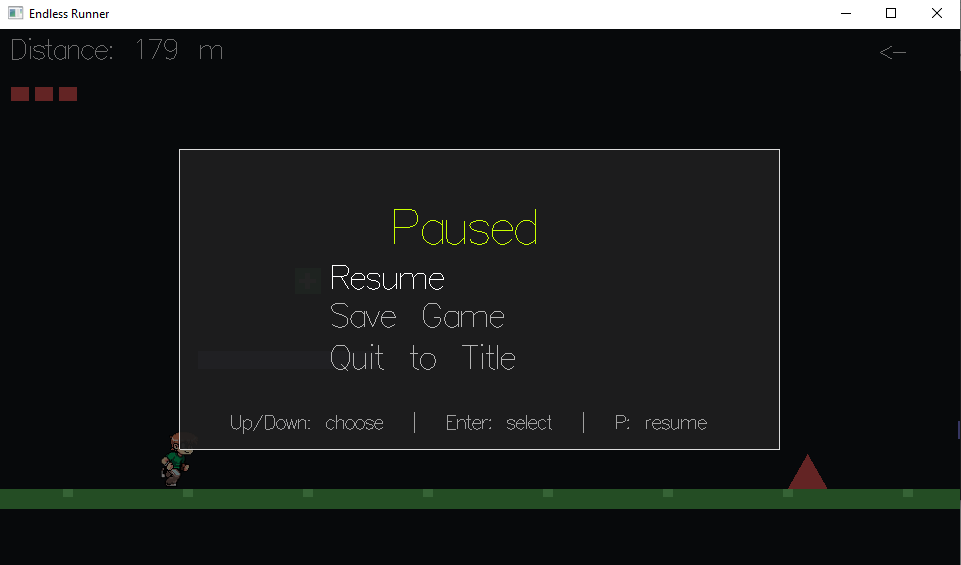 Endless Runner
Distance: 179 m
<-
Paused
Resume
Save Game
Quit to Title
Up/Down: choose | Enter: select | P: resume